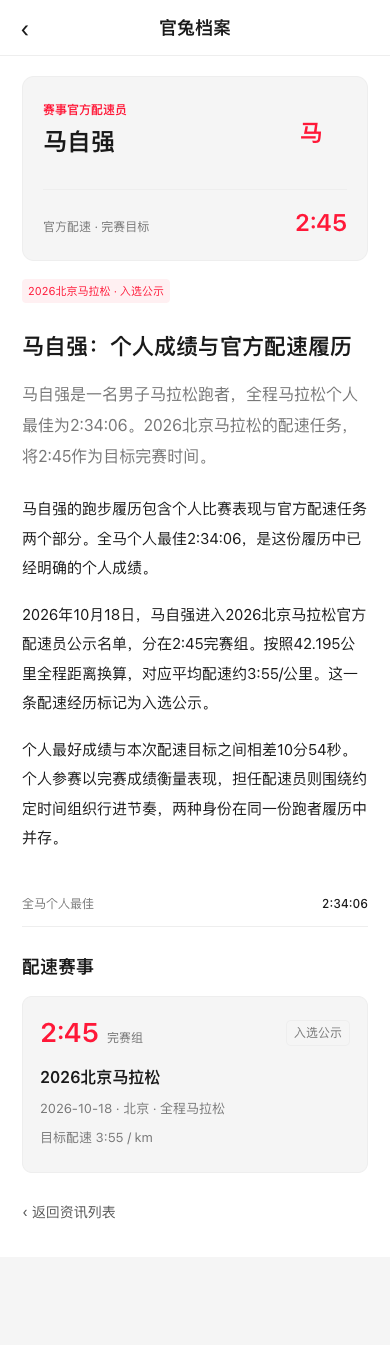 ‹
官兔档案
赛事官方配速员
马自强
马
官方配速 · 完赛目标
2:45
2026北京马拉松 · 入选公示
马自强：个人成绩与官方配速履历
马自强是一名男子马拉松跑者，全程马拉松个人
最佳为2:34:06。2026北京马拉松的配速任务，
将2:45作为目标完赛时间。
马自强的跑步履历包含个人比赛表现与官方配速任务
两个部分。全马个人最佳2:34:06，是这份履历中已
经明确的个人成绩。
2026年10月18日，马自强进入2026北京马拉松官方
配速员公示名单，分在2:45完赛组。按照42.195公
里全程距离换算，对应平均配速约3:55/公里。这一
条配速经历标记为入选公示。
个人最好成绩与本次配速目标之间相差10分54秒。
个人参赛以完赛成绩衡量表现，担任配速员则围绕约
定时间组织行进节奏，两种身份在同一份跑者履历中
并存。
全马个人最佳
2:34:06
配速赛事
2:45 完赛组
入选公示
2026北京马拉松
2026-10-18 · 北京 · 全程马拉松
目标配速 3:55 / km
‹ 返回资讯列表